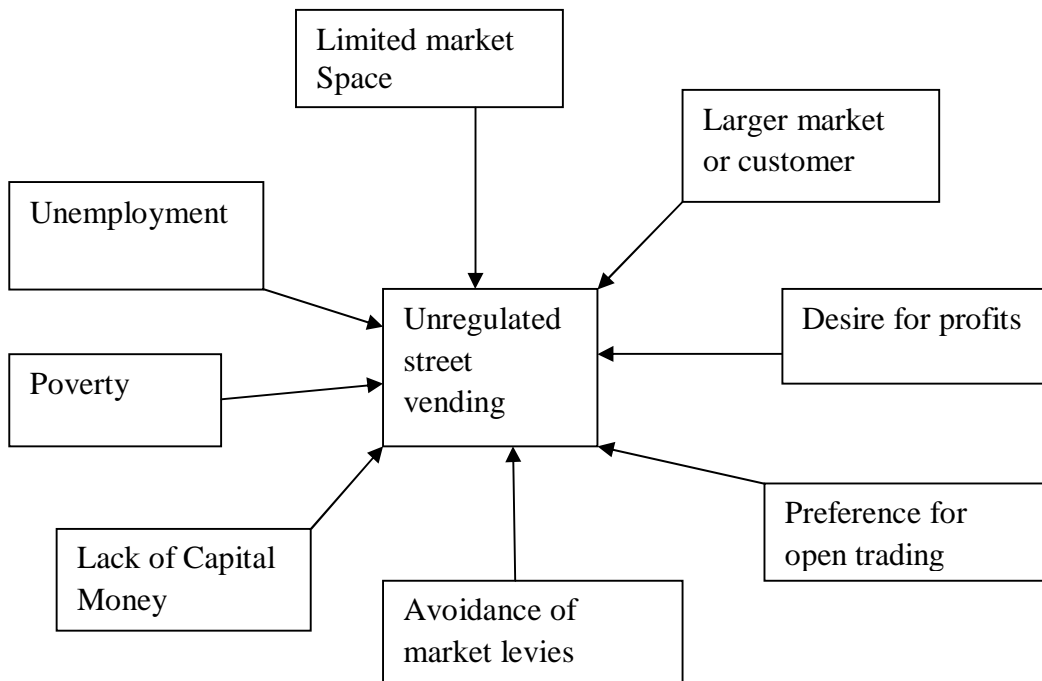 Limited market
Space
Larger market
or customer
Unemployment
Unregulated
street
vending
Desire for profits
Poverty
Preference for
open trading
Lack of Capital
Money
Avoidance of
market levies